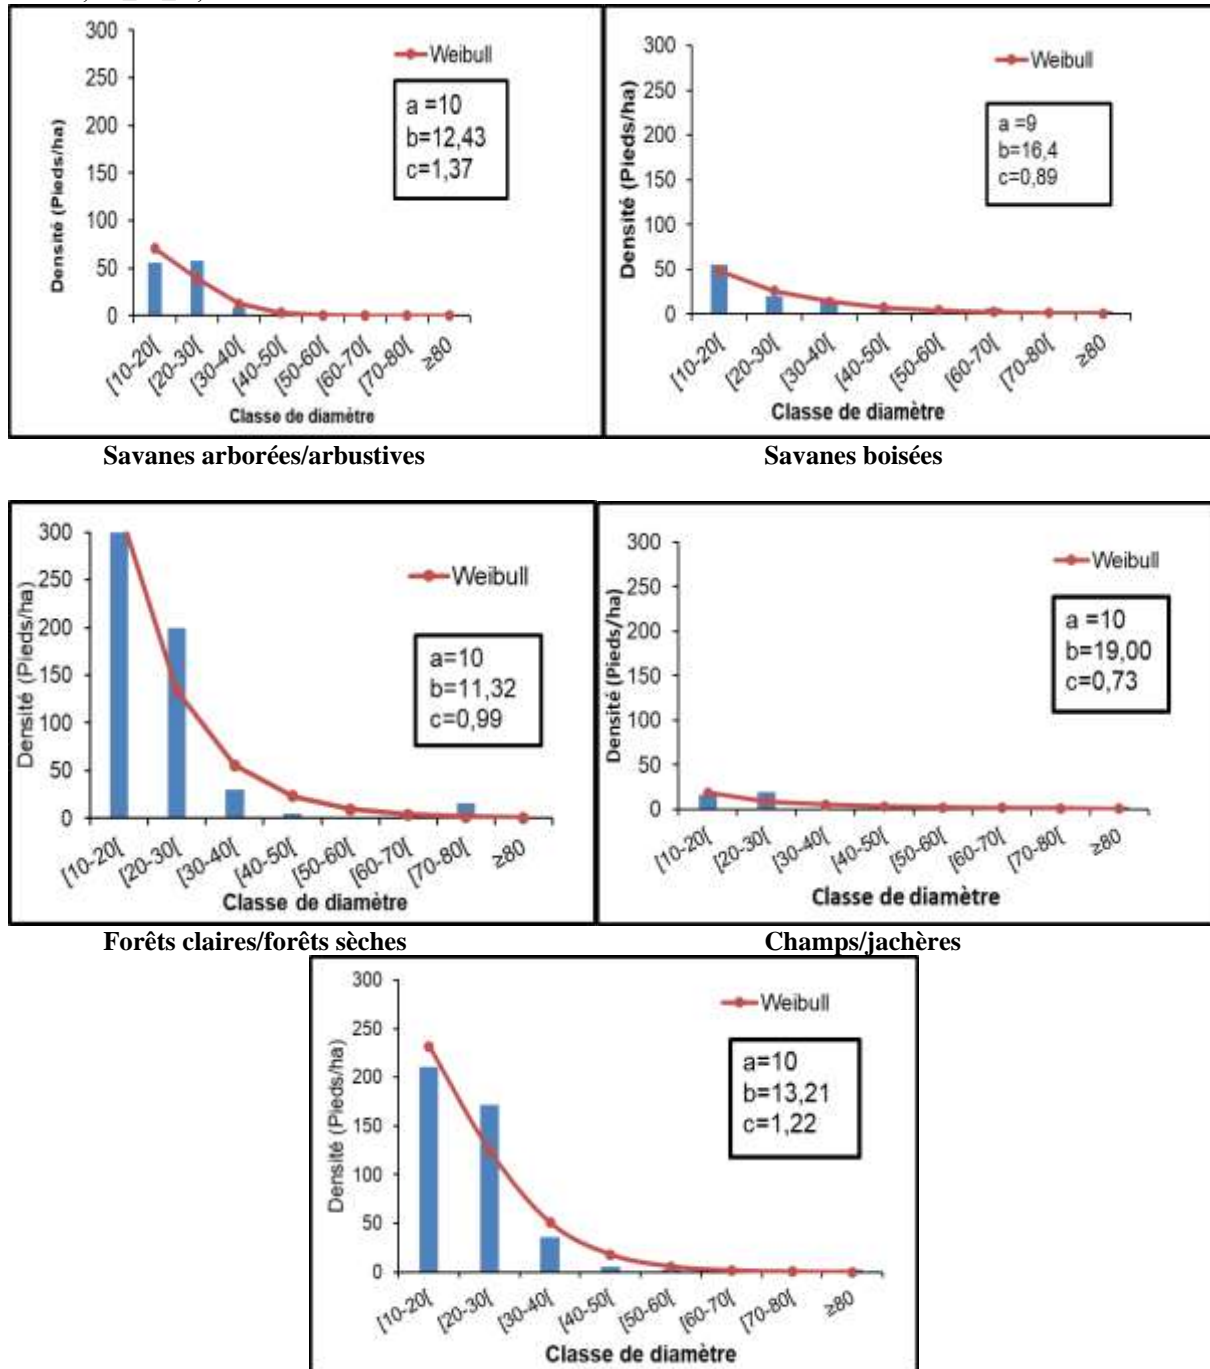 300
250
200
150
100
50
0
Densité (Pieds/ha)
Weibull
a =10
b=12,43
c=1,37
[10-20[
[20-30[
[30-40[
[40-50[
[50-60[
[60-70[
[70-80[
≥80
Classe de diamètre
300
250
200
150
100
50
0
Densité (Pieds/ha)
Weibull
a =9
b=16,4
c=0,89
[10-20[
[20-30[
[30-40[
[40-50[
[50-60[
[60-70[
[70-80[
≥80
Classe de diamètre
Savanes arborées/arbustives
Savanes boisées
300
250
200
150
100
50
0
Densité (Pieds/ha)
Weibull
a=10
b=11,32
c=0,99
[10-20[
[20-30[
[30-40[
[40-50[
[50-60[
[60-70[
[70-80[
≥80
Classe de diamètre
300
250
200
150
100
50
0
Densité (Pieds/ha)
Weibull
a =10
b=19,00
c=0,73
[10-20[
[20-30[
[30-40[
[40-50[
[50-60[
[60-70[
[70-80[
≥80
Classe de diamètre
Forêts claires/forêts sèches
Champs/jachères
300
250
200
150
100
50
0
Densité (Pieds/ha)
Weibull
a=10
b=13,21
c=1,22
[10-20[
[20-30[
[30-40[
[40-50[
[50-60[
[60-70[
[70-80[
≥80
Classe de diamètre